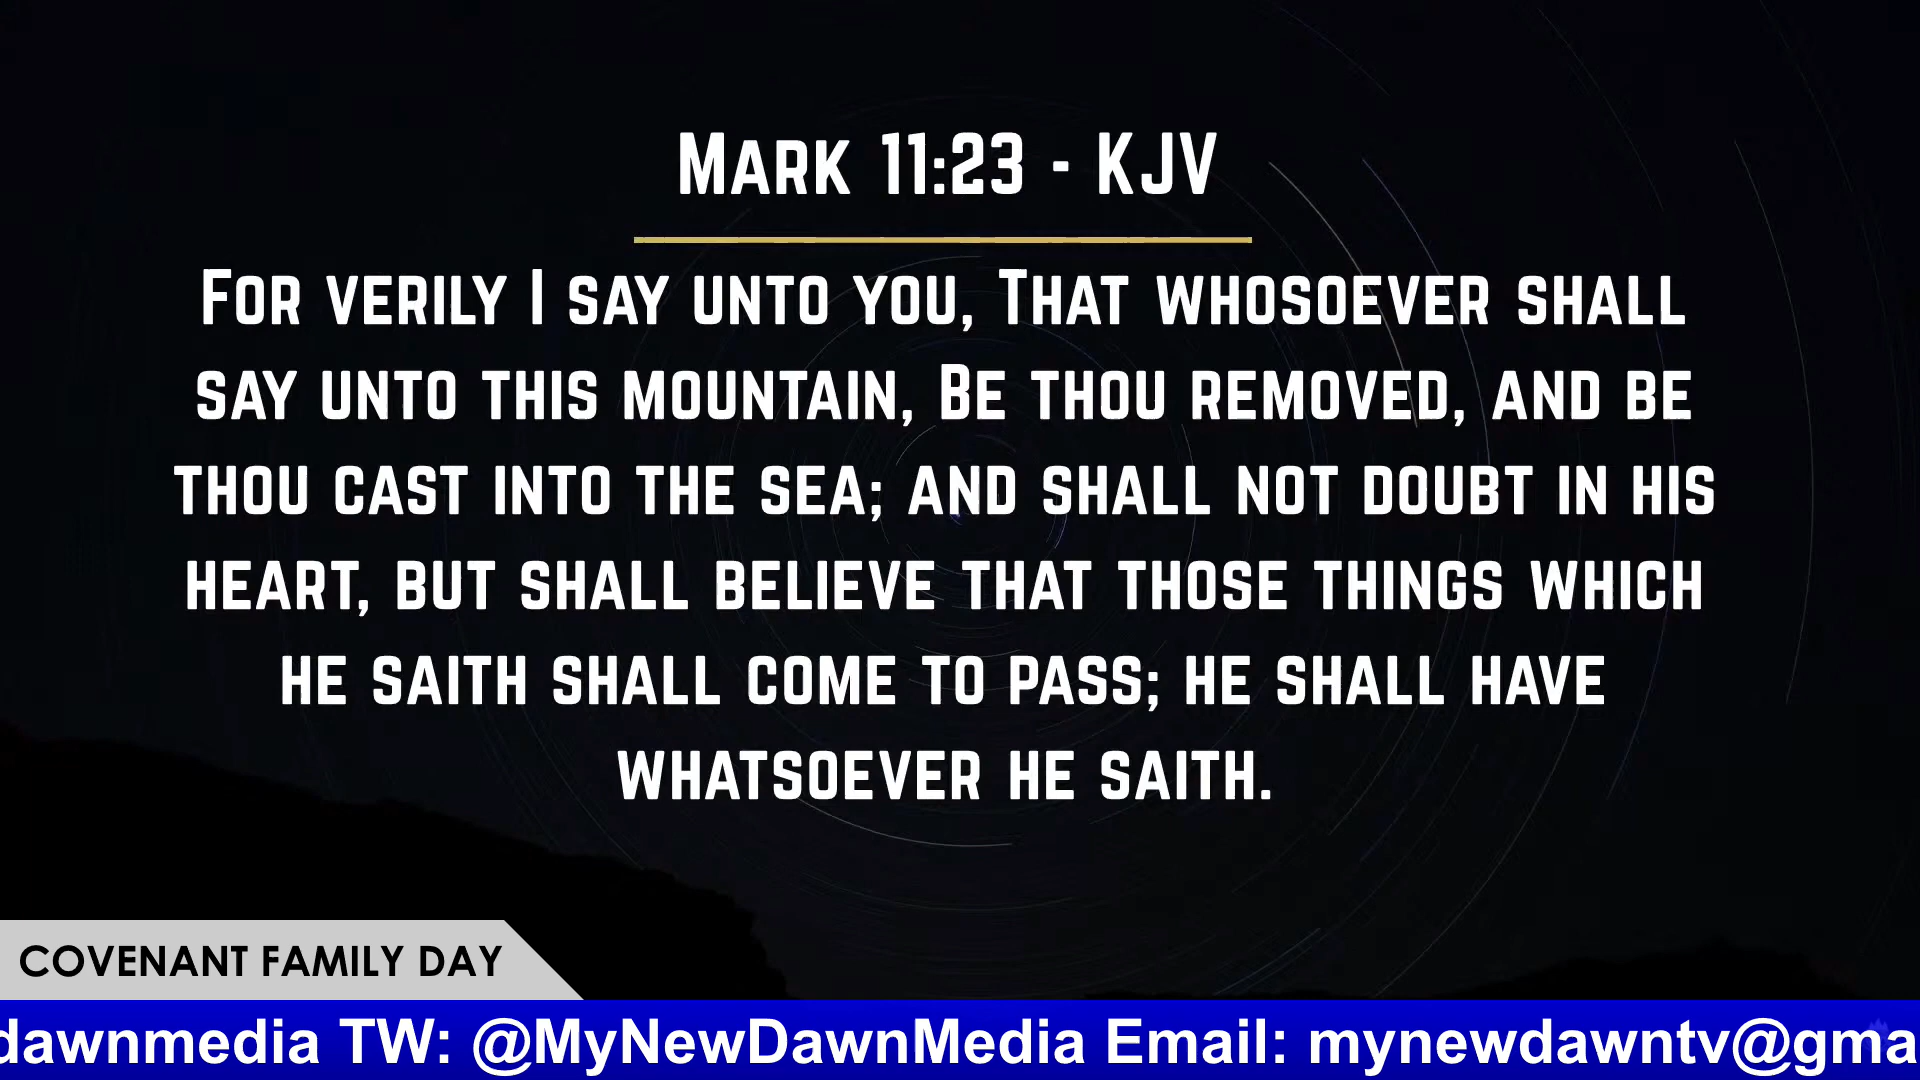 Mark 11:23 - KJV
For verily I say unto you, That whosoever shall
say unto this mountain, Be thou removed, and be
thou cast into the sea; and shall not doubt in his
heart, but shall believe that those things which
he saith shall come to pass; he shall have
whatsoever he saith.
COVENANT FAMILY DAY
dawnmedia TW: @MyNewDawnMedia Email: mynewdawntv@gma